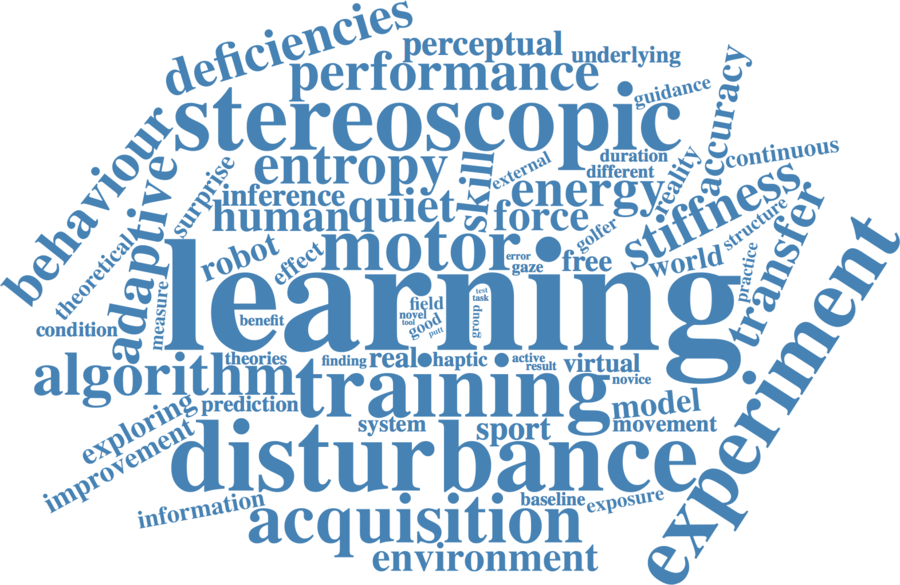 deficiencies
perceptual
underlying
performance
guidance
stereoscopic
accuracy
behaviour
entropy
skill
external
duration
different
reality
continuous
surprise
adaptive
inference
energy
human
quiet
force
stiffness
structure
transfer
golfer
theoretical
robot
effect
motor
error
gaze
free
world
practice
learning
measure
condition
benefit
field
novel
tool
good
putt
test
task
group
experiment
algorithm
theories
finding
real
haptic
active
result
virtual
novice
training
prediction
model
exploring
system
sport
movement
improvement
disturbance
information
acquisition
baseline
exposure
environment